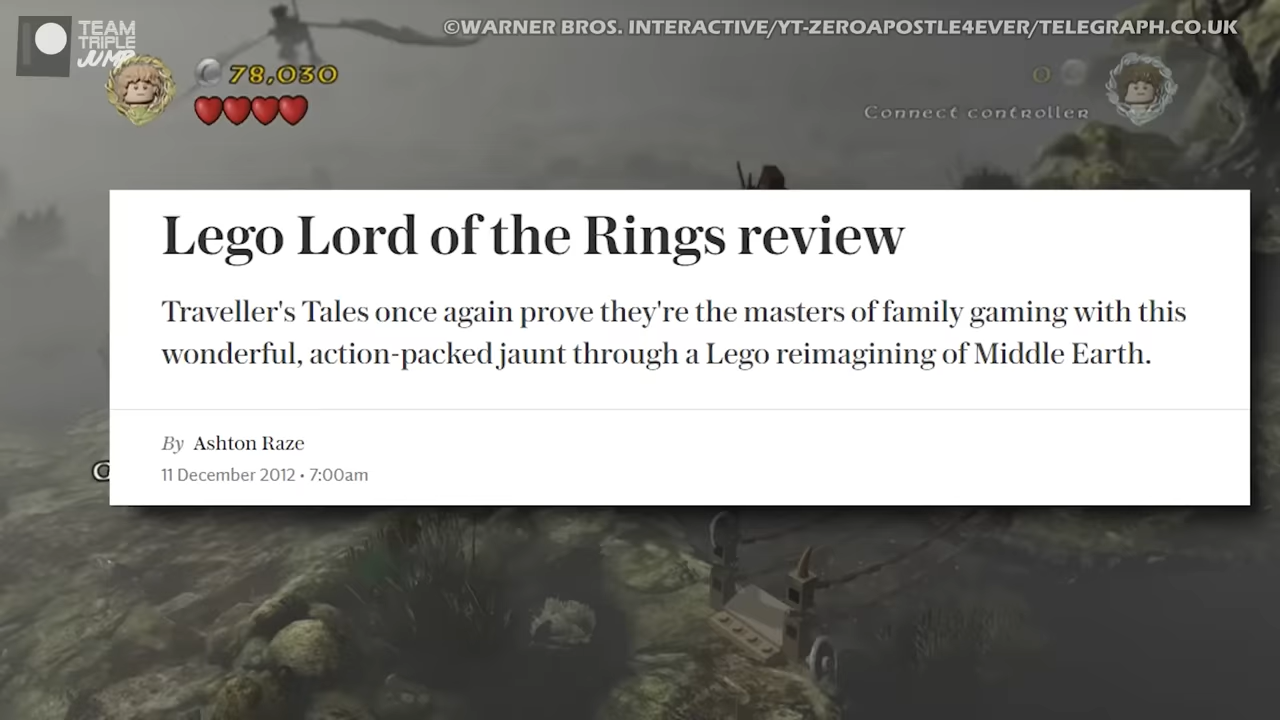 TEAM
TRIPLE
JUMP
©WARNER BROS. INTERACTIVE/YT-ZEROAPOSTLE4EVER/TELEGRAPH.CO.UK
78,030
0
Connect controller
Lego Lord of the Rings review
Traveller's Tales once again prove they're the masters of family gaming with this
wonderful, action-packed jaunt through a Lego reimagining of Middle Earth.
By Ashton Raze
11 December 2012 • 7:00am